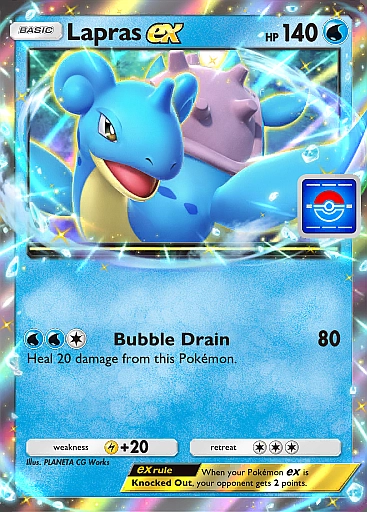 BASIC Lapras ex HP 140
Bubble Drain 80
Heal 20 damage from this Pokémon.
weakness +20 retreat
Illus. PLANETA CG Works
ex rule When your Pokémon ex is
Knocked Out, your opponent gets 2 points.